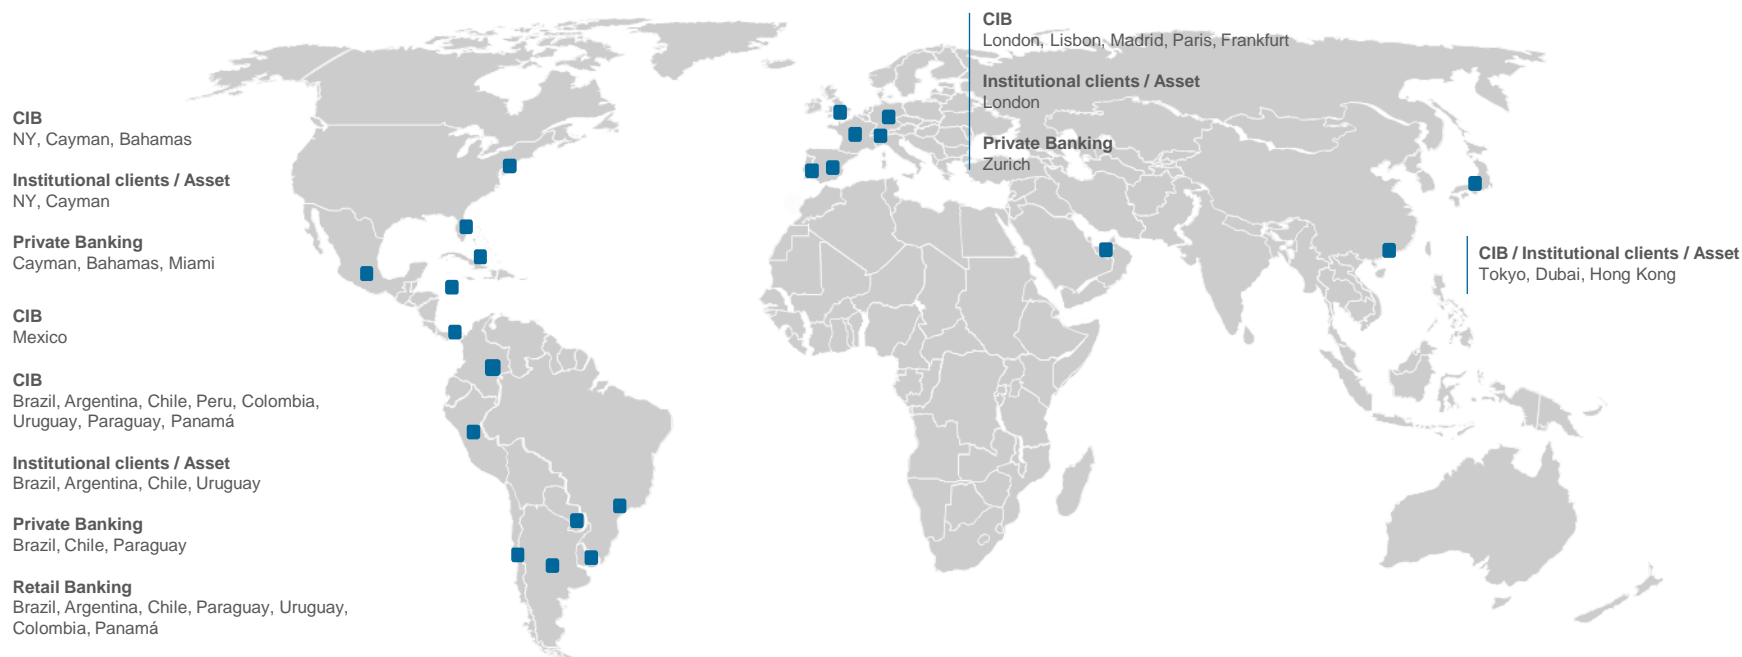 CIB
NY, Cayman, Bahamas
Institutional clients / Asset
NY, Cayman
Private Banking
Cayman, Bahamas, Miami
CIB
Mexico
CIB
Brazil, Argentina, Chile, Peru, Colombia,
Uruguay, Paraguay, Panamá
Institutional clients / Asset
Brazil, Argentina, Chile, Uruguay
Private Banking
Brazil, Chile, Paraguay
Retail Banking
Brazil, Argentina, Chile, Paraguay, Uruguay,
Colombia, Panamá
CIB
London, Lisbon, Madrid, Paris, Frankfurt
Institutional clients / Asset
London
Private Banking
Zurich
CIB / Institutional clients / Asset
Tokyo, Dubai, Hong Kong